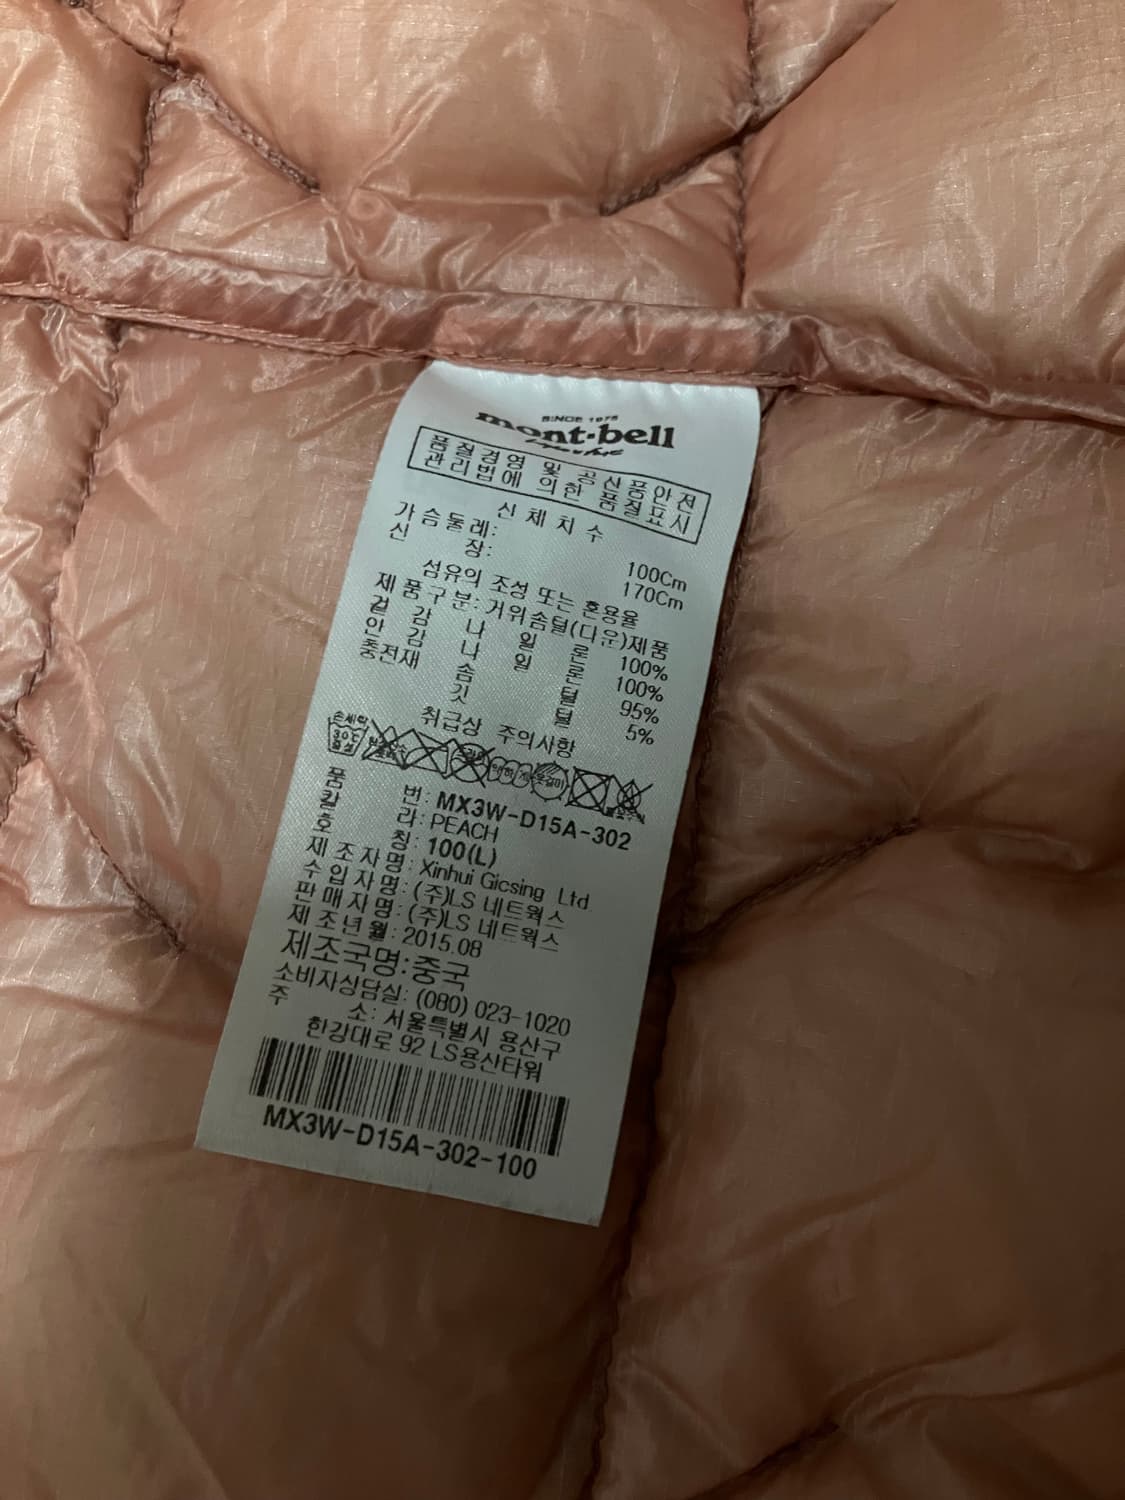 SINCE 1975
mont·bell
품질경영 및 공산품안전
관리법에 의한 품질표시
신 체 치 수
가슴둘레: 100Cm
신 장: 170Cm
섬유의 조성 또는 혼용율
제품구분: 거위솜털(다운)제품
겉 감 나 일 론 100%
안 감 나 일 론 100%
충전재 솜 털 95%
깃 털 5%
취급상 주의사항
손세탁
30℃
옷걸이
품 번: MX3W-D15A-302
칼 라: PEACH
호 칭: 100(L)
제조자명: Xinhui Gicsing Ltd
수입자명: (주)LS 네트웍스
판매자명: (주)LS 네트웍스
제조년월: 2015.08
제조국명: 중국
소비자상담실: (080) 023-1020
주 소: 서울특별시 용산구
한강대로 92 LS용산타워
MX3W-D15A-302-100